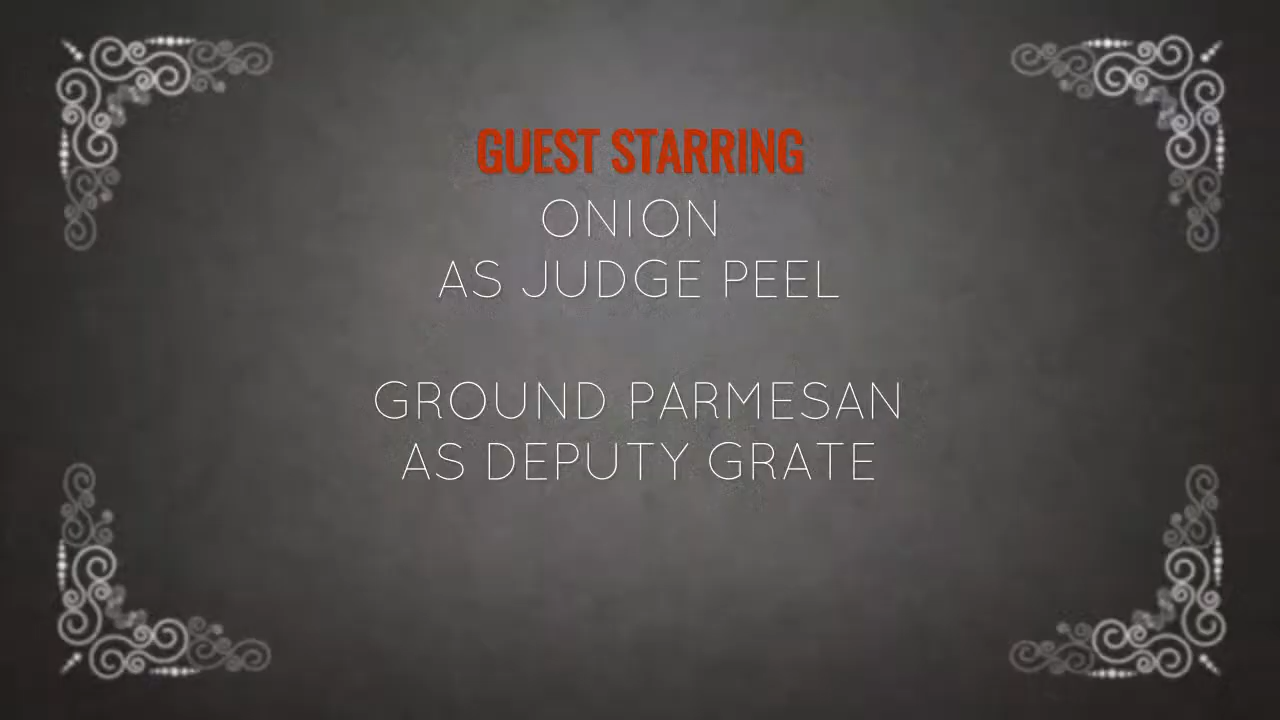 GUEST STARRING
ONION
AS JUDGE PEEL
GROUND PARMESAN
AS DEPUTY GRATE